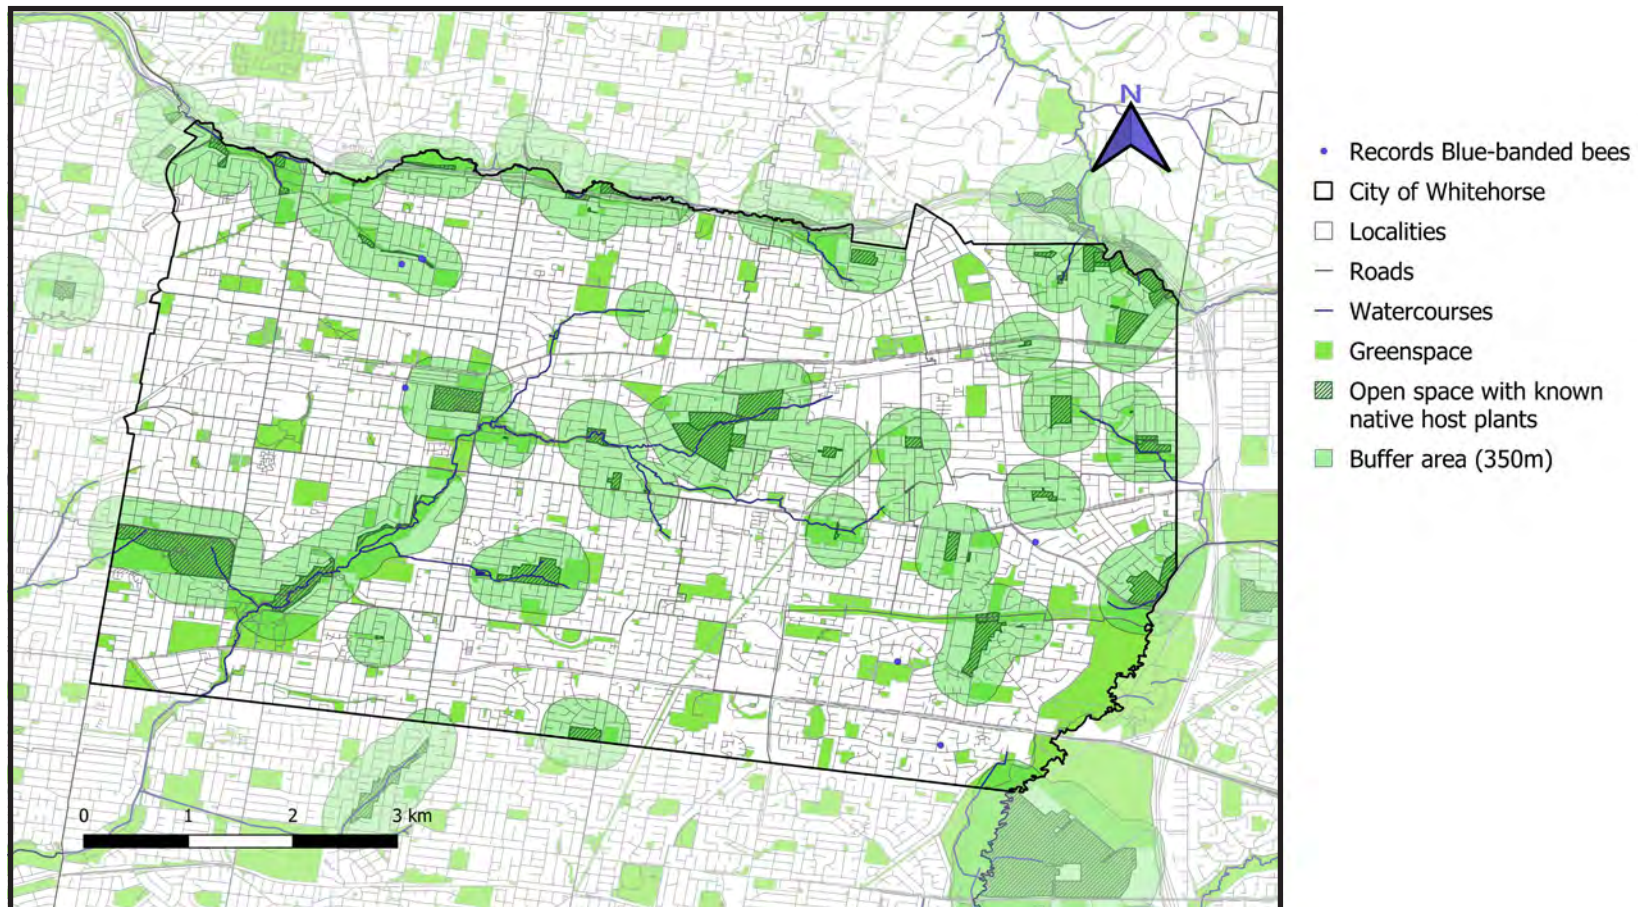 N
Records Blue-banded bees
City of Whitehorse
Localities
Roads
Watercourses
Greenspace
Open space with known
native host plants
Buffer area (350m)
0 1 2 3 km